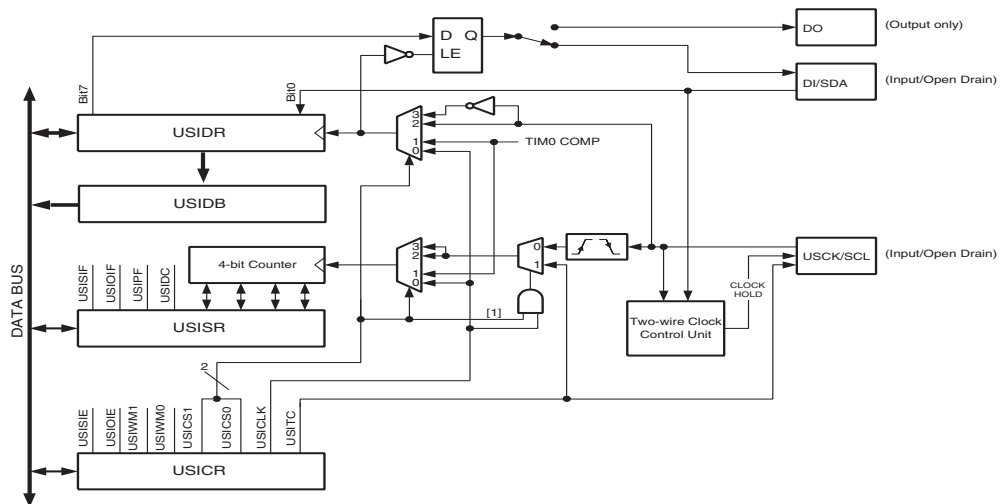 DO
(Output only)
D Q
LE
DI/SDA
(Input/Open Drain)
Bit7
Bit0
USIDR
3
2
1
0
TIM0 COMP
USIDB
DATA BUS
4-bit Counter
3
2
1
0
0
1
USCK/SCL
(Input/Open Drain)
CLOCK
HOLD
Two-wire Clock
Control Unit
USISIF
USIOIF
USIPF
USIDC
USISR
[1]
2
USISIE
USIOIE
USIWM1
USIWM0
USICS1
USICS0
USICLK
USITC
USICR